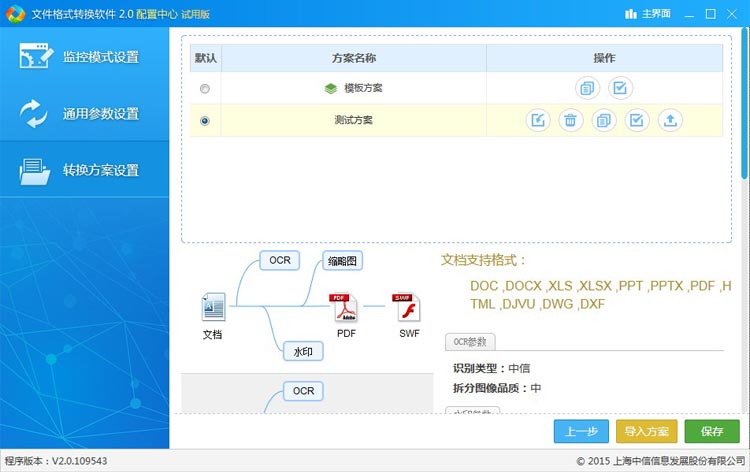 文件格式转换软件 2.0 配置中心 试用版
主界面
监控模式设置
通用参数设置
转换方案设置
默认 方案名称 操作
模板方案
测试方案
OCR 缩略图
文档 PDF SWF
水印
OCR
文档支持格式：
DOC ,DOCX ,XLS ,XLSX ,PPT ,PPTX ,PDF ,H
TML ,DJVU ,DWG ,DXF
OCR参数
识别类型：中信
拆分图像品质：中
水印参数
上一步 导入方案 保存
程序版本：V2.0.109543
© 2015 上海中信信息发展股份有限公司